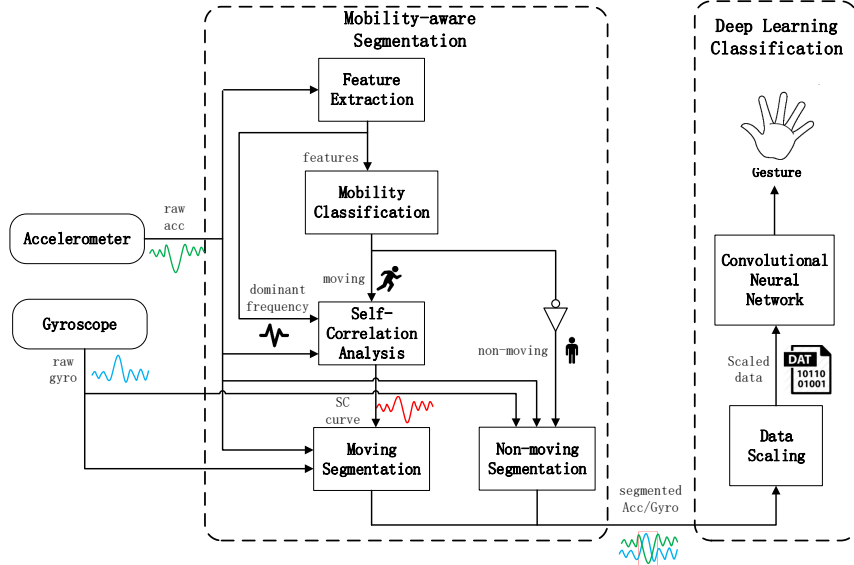 Mobility-aware
Segmentation
Deep Learning
Classification
Feature
Extraction
features
Mobility
Classification
raw
acc
Accelerometer
moving
dominant
frequency
Gyroscope
Self-
Correlation
Analysis
non-moving
raw
gyro
SC
curve
Moving
Segmentation
Non-moving
Segmentation
segmented
Acc/Gyro
Gesture
Convolutional
Neural
Network
Scaled
data
DAT
10110
01001
Data
Scaling